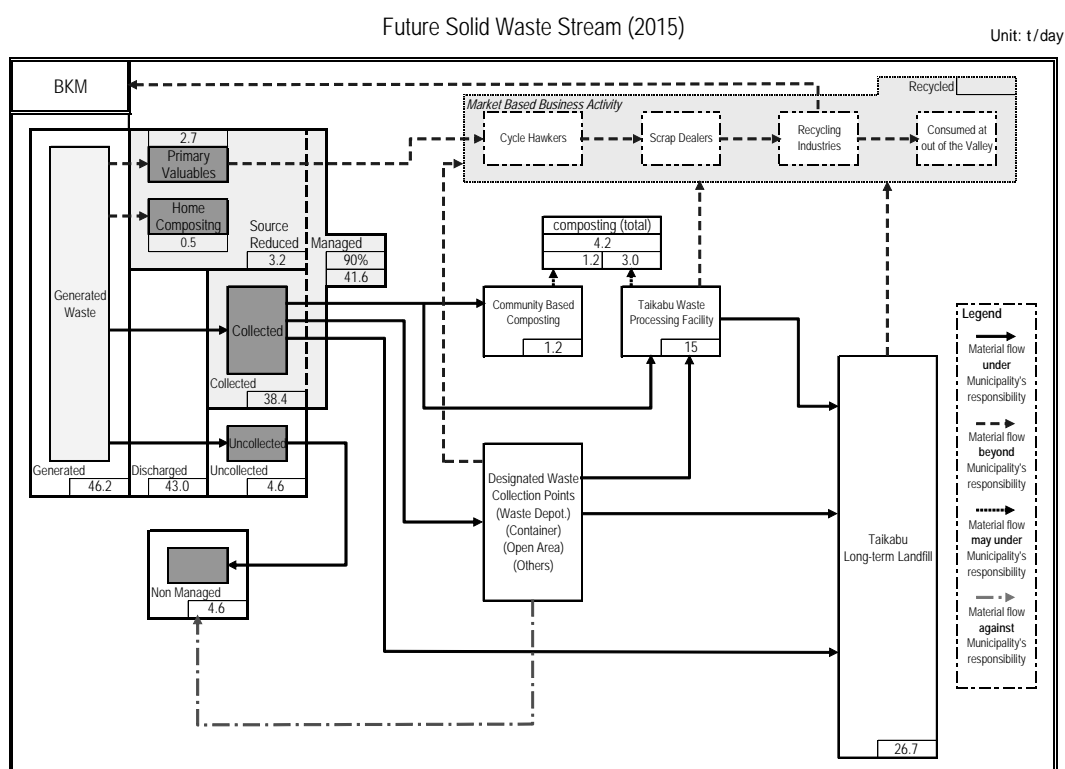 Future Solid Waste Stream (2015)
Unit: t/day
BKM
Recycled
Market Based Business Activity
Cycle Hawkers
Scrap Dealers
Recycling
Industries
Consumed at
out of the Valley
2.7
Primary
Valuables
Home
Compositng
0.5
Source
Reduced
3.2
Managed
90%
41.6
composting (total)
4.2
1.2
3.0
Generated
Waste
Collected
Collected
38.4
Community Based
Composting
1.2
Taikabu Waste
Processing Facility
15
Uncollected
Generated
46.2
Discharged
43.0
Uncollected
4.6
Designated Waste
Collection Points
(Waste Depot.)
(Container)
(Open Area)
(Others)
Non Managed
4.6
Taikabu
Long-term Landfill
26.7
Legend
Material flow
under
Municipality's
responsibility
Material flow
beyond
Municipality's
responsibility
Material flow
may under
Municipality's
responsibility
Material flow
against
Municipality's
responsibility